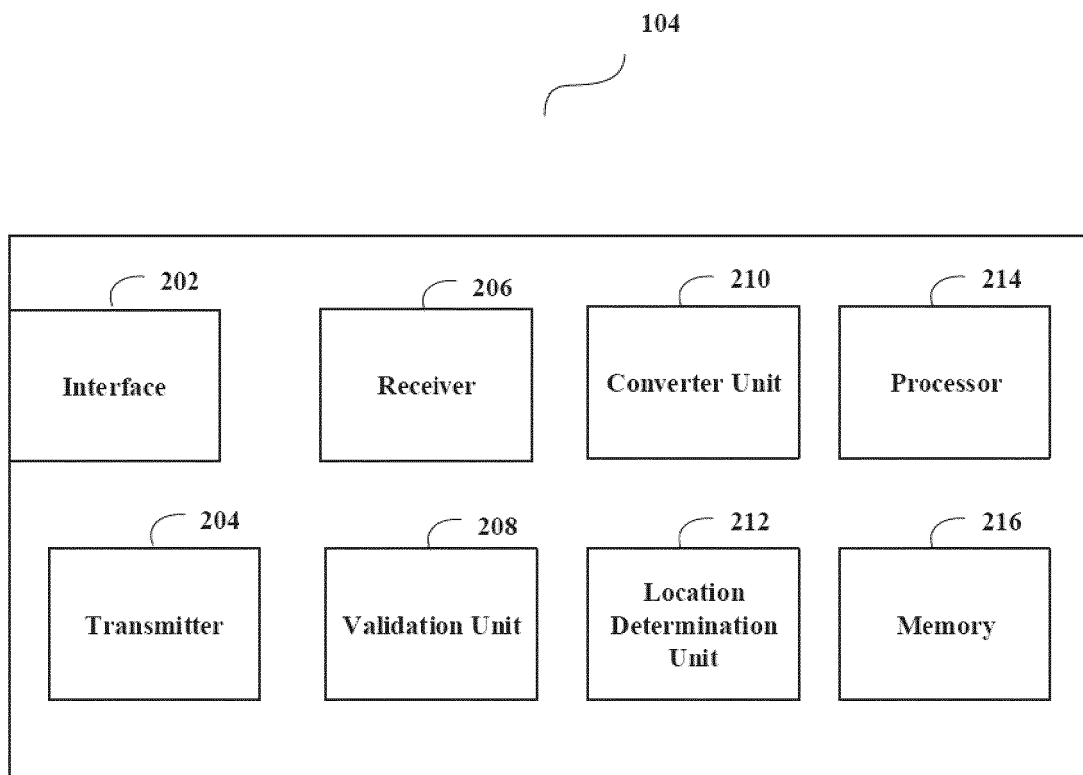 104
202
206
210
214
Interface
Receiver
Converter Unit
Processor
204
208
212
216
Transmitter
Validation Unit
Location
Determination
Unit
Memory